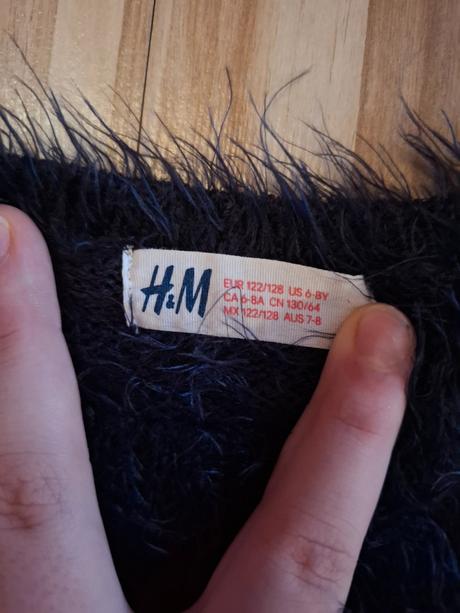 H&M
EUR 122/128 US 6-8Y
CA 6-8A CN 130/64
MX 122/128 AUS 7-8